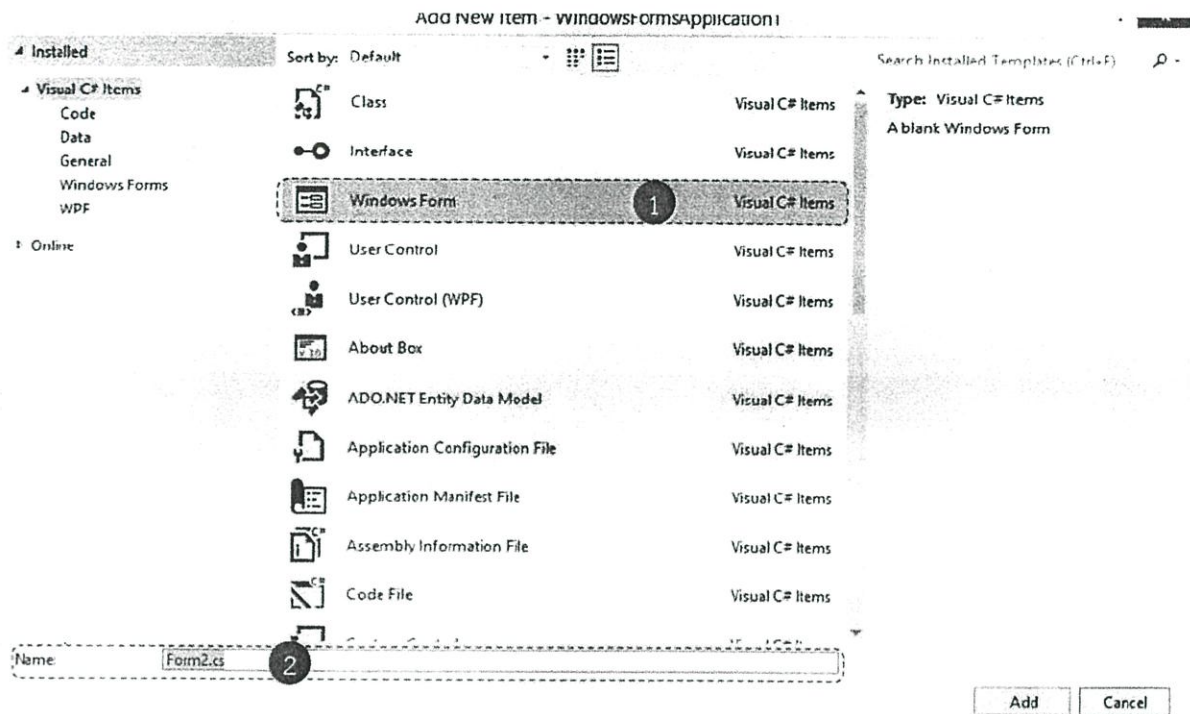 Add New Item - WindowsFormsApplication1
Installed
Sort by: Default
Search Installed Templates (Ctrl+E)
Visual C# Items
Code
Data
General
Windows Forms
WPF
Online
C# Class Visual C# Items
Interface Visual C# Items
Windows Form 1 Visual C# Items
User Control Visual C# Items
User Control (WPF) Visual C# Items
About Box Visual C# Items
ADO.NET Entity Data Model Visual C# Items
Application Configuration File Visual C# Items
Application Manifest File Visual C# Items
C# Assembly Information File Visual C# Items
C# Code File Visual C# Items
Type: Visual C# Items
A blank Windows Form
Name: Form2.cs 2
Add Cancel